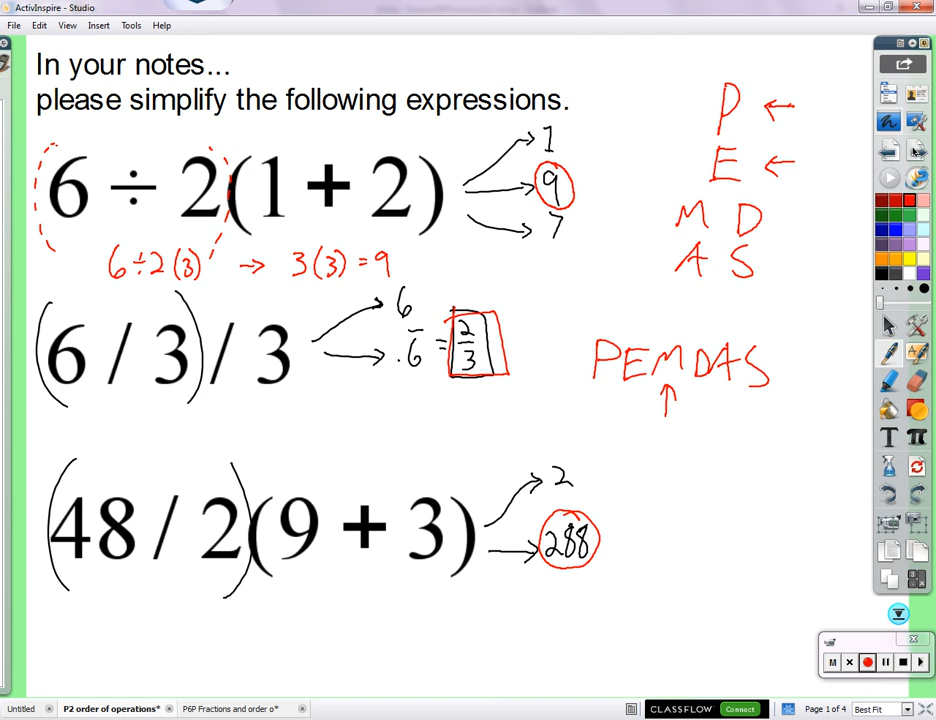 ActivInspire - Studio
File Edit View Insert Tools Help
In your notes...
please simplify the following expressions.
6 ÷ 2(1 + 2)
1
9
7
6÷2(3) → 3(3) = 9
P ←
E ←
M D
A S
(6 / 3) / 3
6
.6 = 2/3
PEMDAS
↑
(48 / 2)(9 + 3)
2
288
M
Untitled P2 order of operations* P6P Fractions and order o*
CLASSFLOW Connect
Page 1 of 4 Best Fit